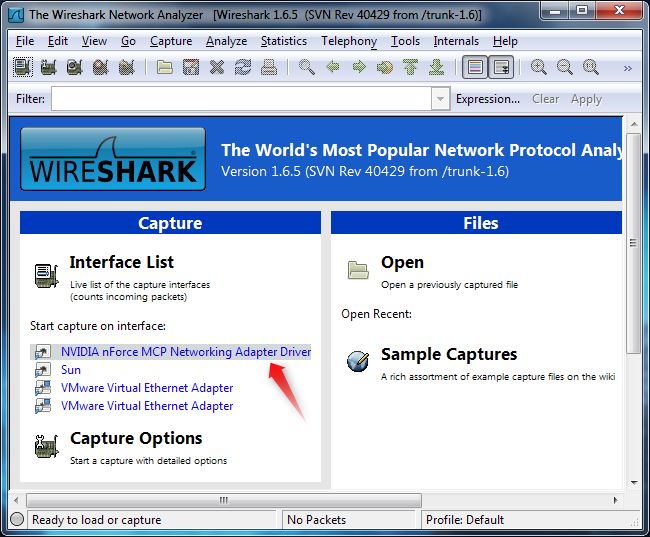 The Wireshark Network Analyzer [Wireshark 1.6.5 (SVN Rev 40429 from /trunk-1.6)]
File Edit View Go Capture Analyze Statistics Telephony Tools Internals Help
Filter: Expression... Clear Apply
WIRESHARK
The World's Most Popular Network Protocol Analy
Version 1.6.5 (SVN Rev 40429 from /trunk-1.6)
Capture
Interface List
Live list of the capture interfaces
(counts incoming packets)
Start capture on interface:
NVIDIA nForce MCP Networking Adapter Driver
Sun
VMware Virtual Ethernet Adapter
VMware Virtual Ethernet Adapter
Capture Options
Start a capture with detailed options
Files
Open
Open a previously captured file
Open Recent:
Sample Captures
A rich assortment of example capture files on the wiki
Ready to load or capture
No Packets
Profile: Default